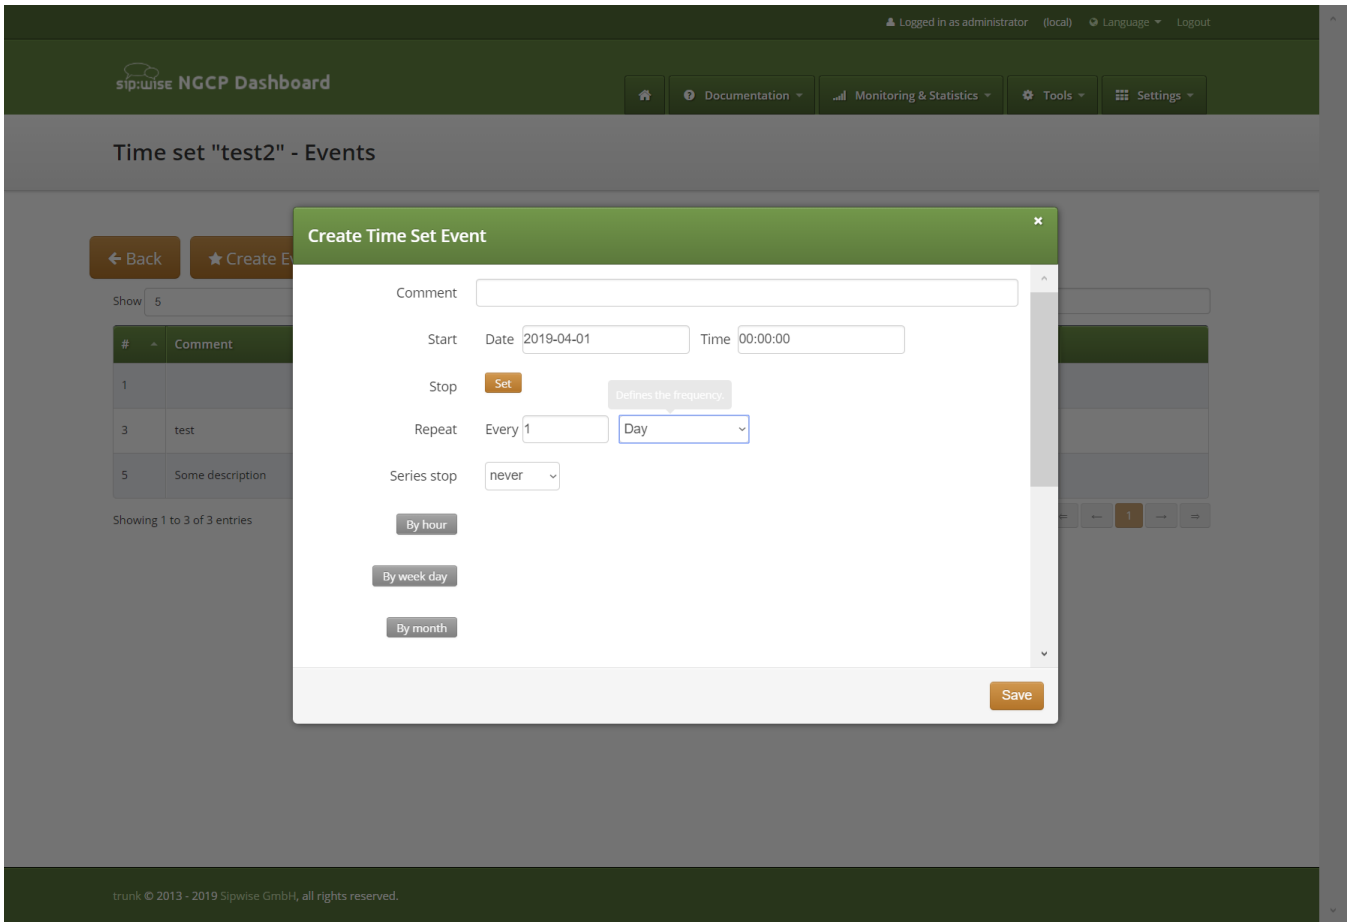 Logged in as administrator (local) Language Logout
sip:wise NGCP Dashboard
Documentation Monitoring & Statistics Tools Settings
Time set "test2" - Events
Create Time Set Event
Back Create E
Comment
Show 5
Start Date 2019-04-01 Time 00:00:00
# Comment
Stop Set Defines the frequency.
1
Repeat Every 1 Day
3 test
Series stop never
5 Some description
Showing 1 to 3 of 3 entries 1
By hour
By week day
By month
Save
trunk © 2013 - 2019 Sipwise GmbH, all rights reserved.